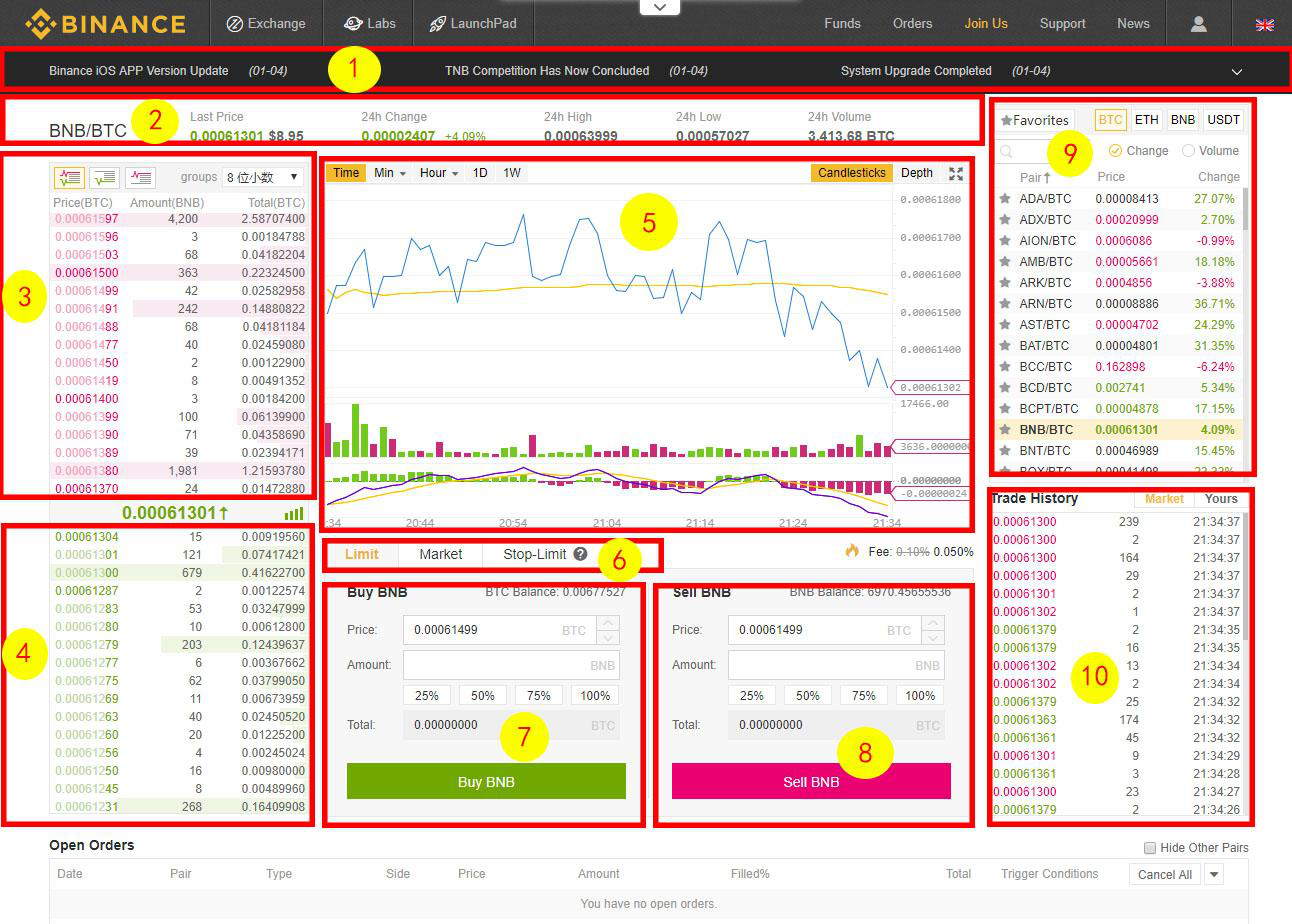 BINANCE Exchange Labs LaunchPad Funds Orders Join Us Support News
Binance iOS APP Version Update (01-04) TNB Competition Has Now Concluded (01-04) System Upgrade Completed (01-04)
1
BNB/BTC
2
Last Price 24h Change 24h High 24h Low 24h Volume
0.00061301 $8.95 0.00002407 +4.09% 0.00063999 0.00057027 3,413.68 BTC
groups 8 位小数
Price(BTC) Amount(BNB) Total(BTC)
0.00061597 4,200 2.58707400
0.00061596 3 0.00184788
0.00061503 68 0.04182204
0.00061500 363 0.22324500
0.00061499 42 0.02582958
0.00061491 242 0.14880822
0.00061488 68 0.04181184
0.00061477 40 0.02459080
0.00061450 2 0.00122900
0.00061419 8 0.00491352
0.00061400 3 0.00184200
0.00061399 100 0.06139900
0.00061390 71 0.04358690
0.00061389 39 0.02394171
0.00061380 1,981 1.21593780
0.00061370 24 0.01472880
3
0.00061301↑
0.00061304 15 0.00919560
0.00061301 121 0.07417421
0.00061300 679 0.41622700
0.00061287 2 0.00122574
0.00061283 53 0.03247999
0.00061280 10 0.00612800
0.00061279 203 0.12439637
0.00061277 6 0.00367662
0.00061275 62 0.03799050
0.00061269 11 0.00673959
0.00061263 40 0.02450520
0.00061260 20 0.01225200
0.00061256 4 0.00245024
0.00061250 16 0.00980000
0.00061245 8 0.00489960
0.00061231 268 0.16409908
4
Time Min Hour 1D 1W Candlesticks Depth
5
0.00061800
0.00061700
0.00061600
0.00061500
0.00061400
0.00061302
17466.00
3636.0000000
0.00000000
-0.00000024
:34 20:44 20:54 21:04 21:14 21:24 21:34
Limit Market Stop-Limit ?
6
Fee: 0.10% 0.050%
Buy BNB BTC Balance: 0.00677527
Price: 0.00061499 BTC
Amount: BNB
25% 50% 75% 100%
Total: 0.00000000 BTC
7
Buy BNB
Sell BNB BNB Balance: 6970.45655536
Price: 0.00061499 BTC
Amount: BNB
25% 50% 75% 100%
Total: 0.00000000 BTC
8
Sell BNB
Favorites BTC ETH BNB USDT
9
Change Volume
Pair↑ Price Change
ADA/BTC 0.00008413 27.07%
ADX/BTC 0.00020999 2.70%
AION/BTC 0.0006086 -0.99%
AMB/BTC 0.00005661 18.18%
ARK/BTC 0.0004856 -3.88%
ARN/BTC 0.00008886 36.71%
AST/BTC 0.00004702 24.29%
BAT/BTC 0.00004801 31.35%
BCC/BTC 0.162898 -6.24%
BCD/BTC 0.002741 5.34%
BCPT/BTC 0.00004878 17.15%
BNB/BTC 0.00061301 4.09%
BNT/BTC 0.00046989 15.45%
Trade History Market Yours
0.00061300 239 21:34:37
0.00061300 2 21:34:37
0.00061300 164 21:34:37
0.00061300 29 21:34:37
0.00061301 2 21:34:37
0.00061302 1 21:34:37
0.00061379 2 21:34:35
0.00061379 16 21:34:35
0.00061302 13 21:34:34
0.00061302 2 21:34:34
0.00061379 25 21:34:32
0.00061363 174 21:34:32
0.00061361 45 21:34:32
0.00061301 9 21:34:29
0.00061361 3 21:34:28
0.00061300 23 21:34:27
0.00061379 2 21:34:26
10
Open Orders Hide Other Pairs
Date Pair Type Side Price Amount Filled% Total Trigger Conditions Cancel All
You have no open orders.